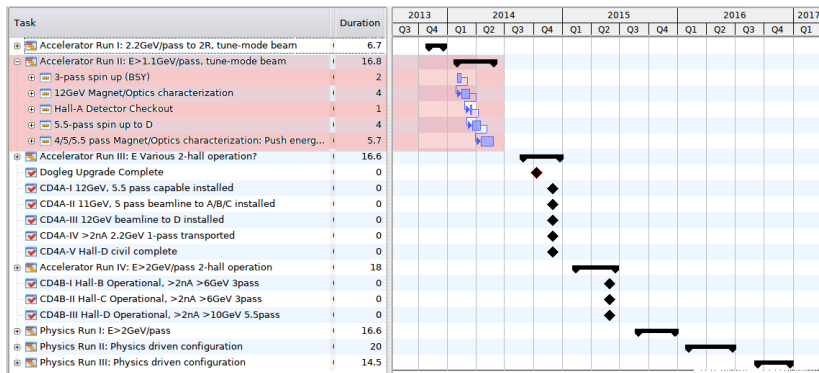 Task Duration 2013 2014 2015 2016 2017
Q3 Q4 Q1 Q2 Q3 Q4 Q1 Q2 Q3 Q4 Q1 Q2 Q3 Q4 Q1
Accelerator Run I: 2.2GeV/pass to 2R, tune-mode beam 6.7
Accelerator Run II: E>1.1GeV/pass, tune-mode beam 16.8
3-pass spin up (BSY) 2
12GeV Magnet/Optics characterization 4
Hall-A Detector Checkout 1
5.5-pass spin up to D 4
4/5/5.5 pass Magnet/Optics characterization: Push energ... 5.7
Accelerator Run III: E Various 2-hall operation? 16.6
Dogleg Upgrade Complete 0
CD4A-I 12GeV, 5.5 pass capable installed 0
CD4A-II 11GeV, 5 pass beamline to A/B/C installed 0
CD4A-III 12GeV beamline to D installed 0
CD4A-IV >2nA 2.2GeV 1-pass transported 0
CD4A-V Hall-D civil complete 0
Accelerator Run IV: E>2GeV/pass 2-hall operation 18
CD4B-I Hall-B Operational, >2nA >6GeV 3pass 0
CD4B-II Hall-C Operational, >2nA >6GeV 3pass 0
CD4B-III Hall-D Operational, >2nA >10GeV 5.5pass 0
Physics Run I: E>2GeV/pass 16.6
Physics Run II: Physics driven configuration 20
Physics Run III: Physics driven configuration 14.5